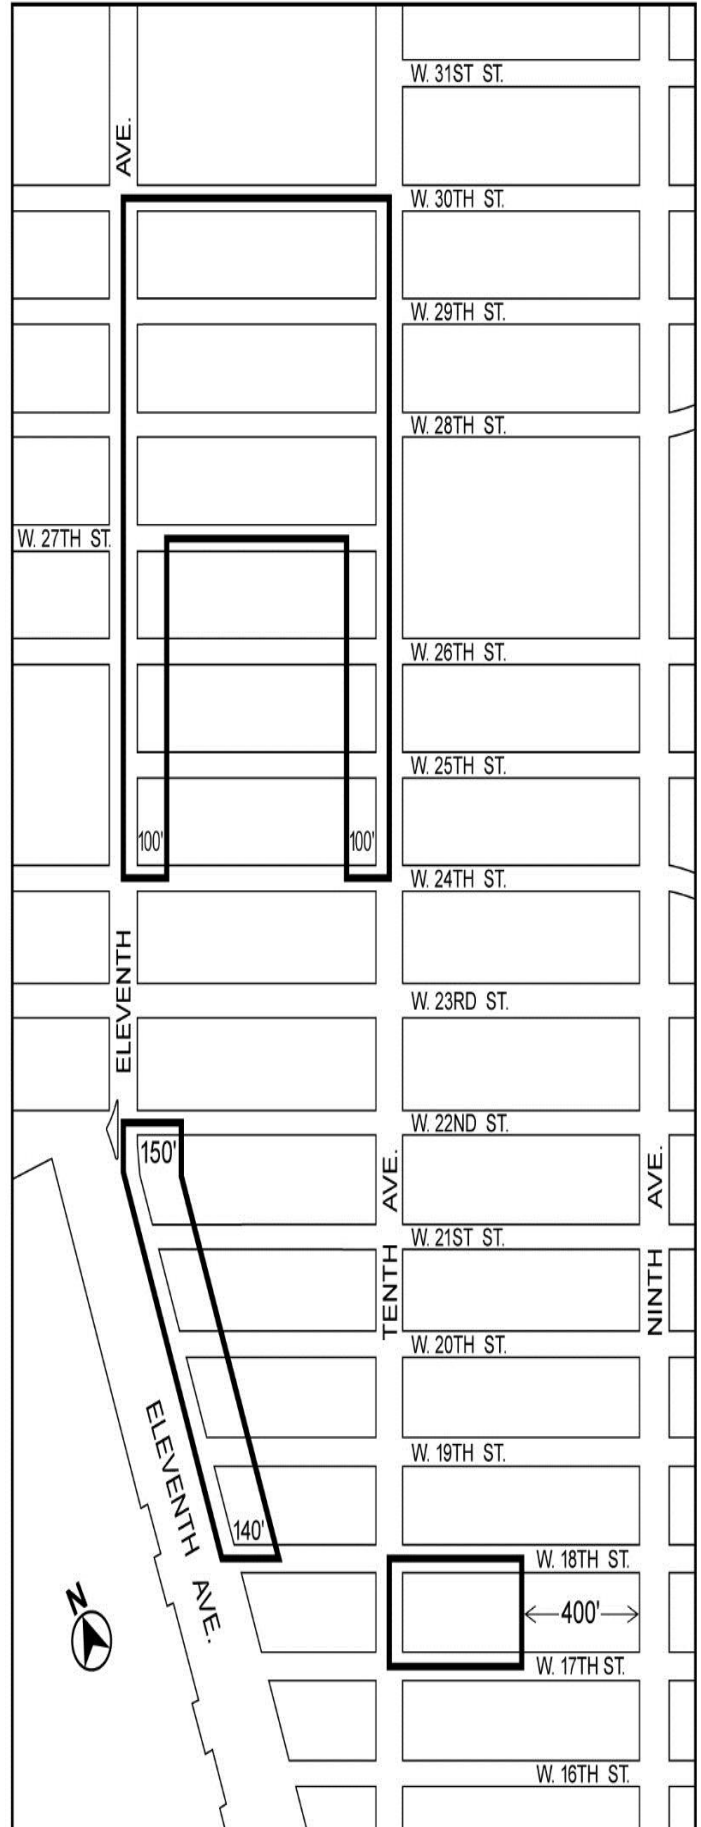 W. 31ST ST.
AVE.
W. 30TH ST.
W. 29TH ST.
W. 28TH ST.
W. 27TH ST.
W. 26TH ST.
W. 25TH ST.
100'
100'
W. 24TH ST.
ELEVENTH
W. 23RD ST.
W. 22ND ST.
150'
AVE.
AVE.
W. 21ST ST.
TENTH
NINTH
W. 20TH ST.
W. 19TH ST.
ELEVENTH AVE.
140'
W. 18TH ST.
N
400'
W. 17TH ST.
W. 16TH ST.